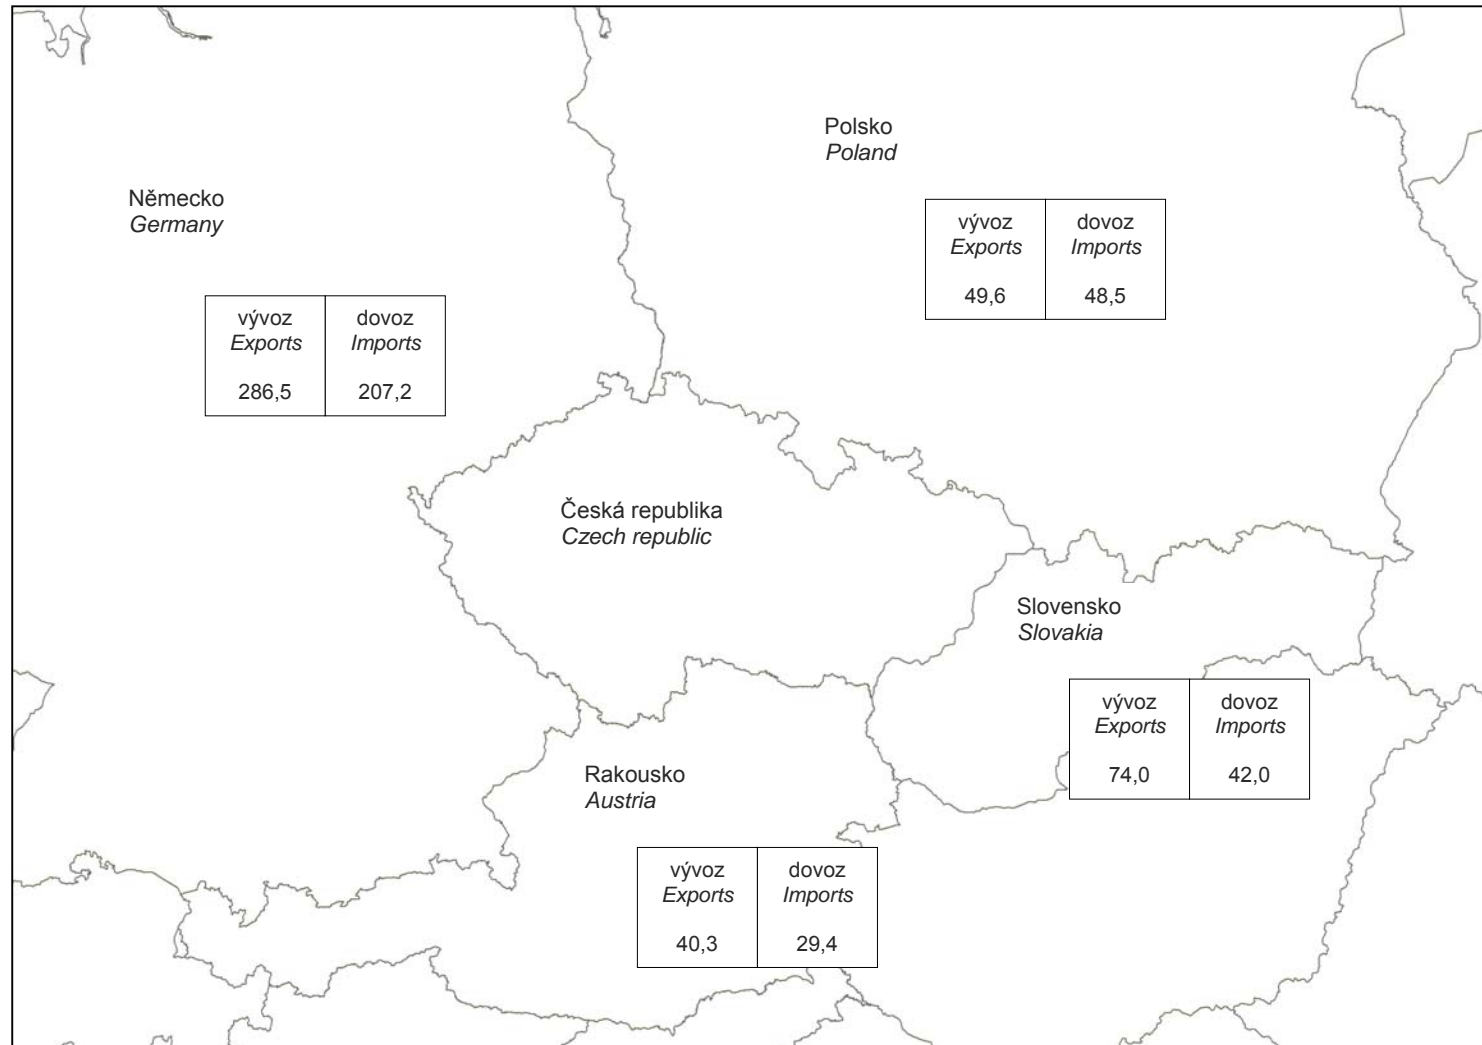 Polsko
Poland
Německo
Germany
vývoz
Exports
49,6
dovoz
Imports
48,5
vývoz
Exports
286,5
dovoz
Imports
207,2
Česká republika
Czech republic
Slovensko
Slovakia
vývoz
Exports
74,0
dovoz
Imports
42,0
Rakousko
Austria
vývoz
Exports
40,3
dovoz
Imports
29,4